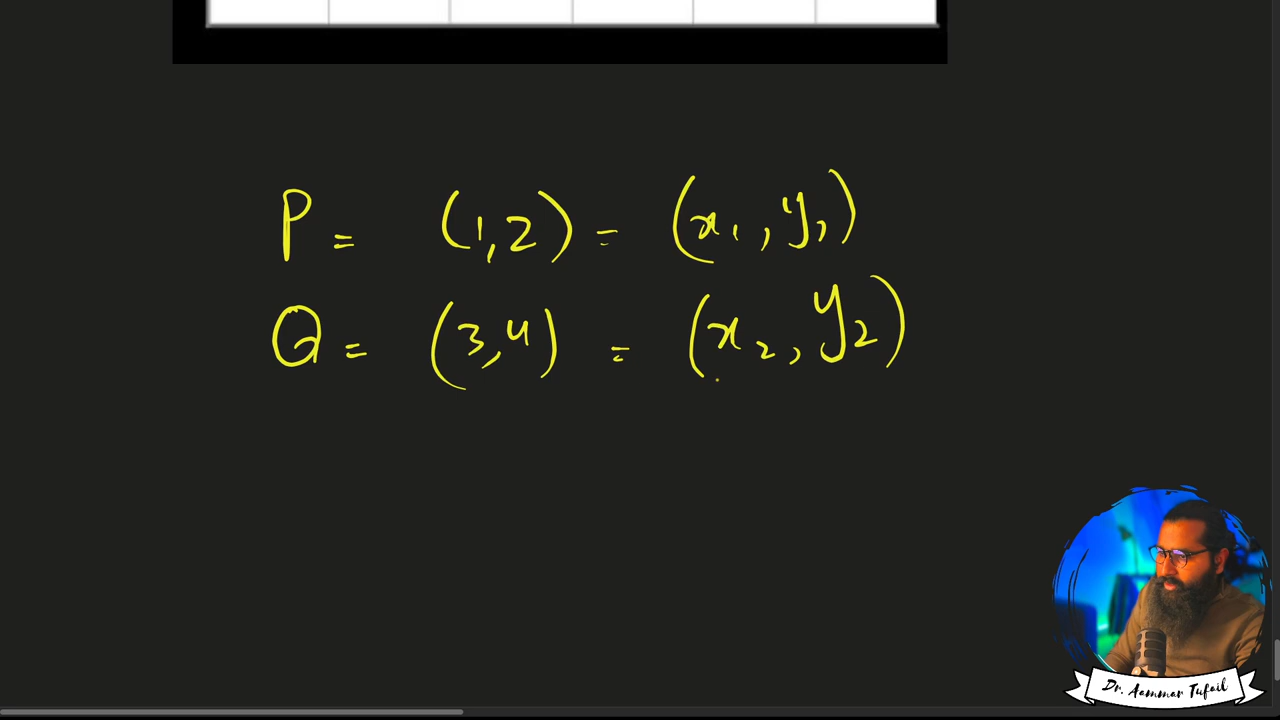 P = (1,2) = (x₁, y₁)
Q = (3,4) = (x₂, y₂)
Dr. Aammar Tufail